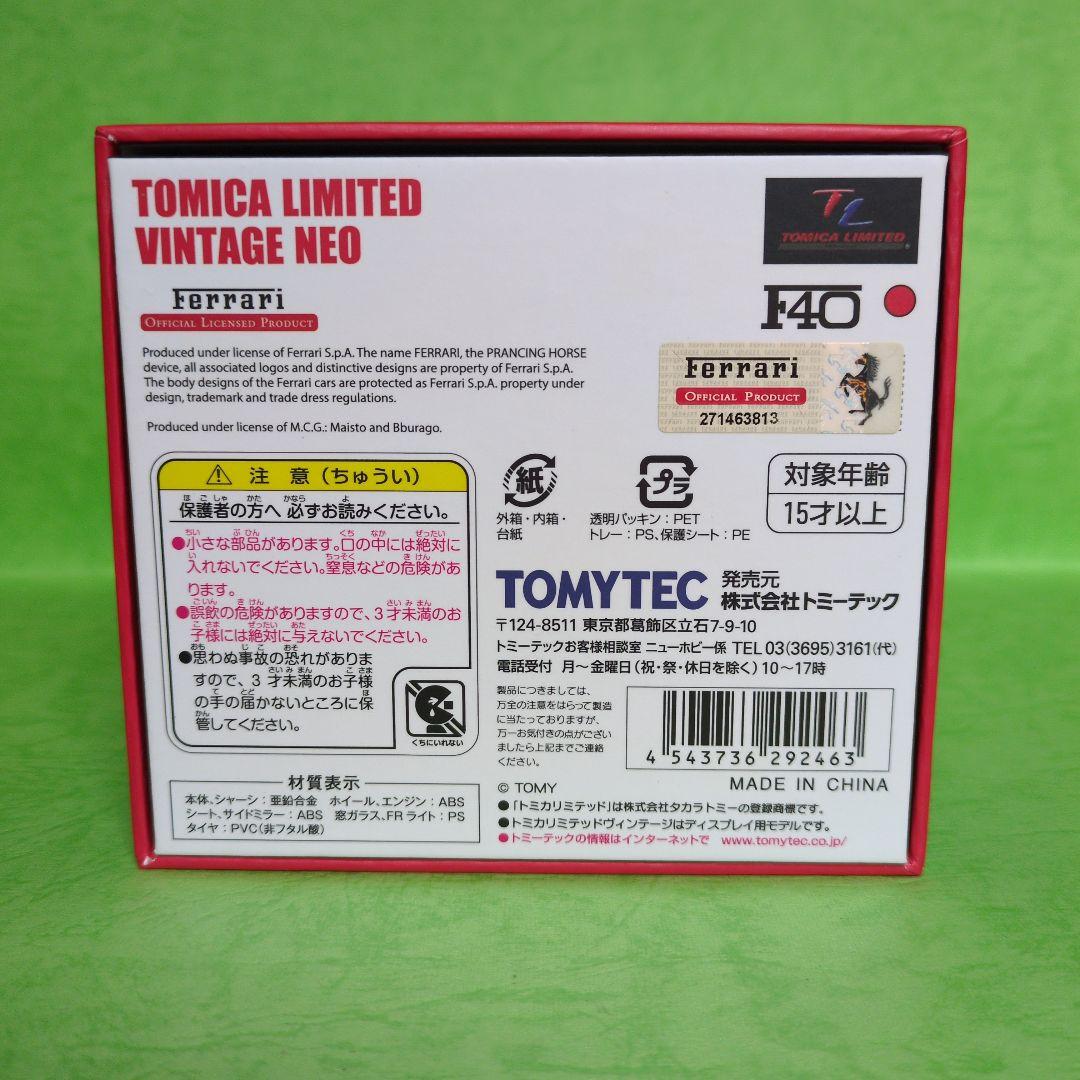 TOMICA LIMITED
VINTAGE NEO
TL
TOMICA LIMITED
Ferrari
OFFICIAL LICENSED PRODUCT
F40
Produced under license of Ferrari S.p.A. The name FERRARI, the PRANCING HORSE
device, all associated logos and distinctive designs are property of Ferrari S.p.A.
The body designs of the Ferrari cars are protected as Ferrari S.p.A. property under
design, trademark and trade dress regulations.
Produced under license of M.C.G.: Maisto and Bburago.
Ferrari
OFFICIAL PRODUCT
271463813
注 意（ちゅうい）
保護者の方へ 必ずお読みください。
●小さな部品があります。口の中には絶対に
入れないでください。窒息などの危険があ
ります。
●誤飲の危険がありますので、3才未満のお
子様には絶対に与えないでください。
●思わぬ事故の恐れがありま
すので、3才未満のお子様
の手の届かないところに保
管してください。
くちにいれない
紙
外箱・内箱・
台紙
プラ
透明パッキン：PET
トレー：PS、保護シート：PE
対象年齢
15才以上
TOMYTEC
発売元
株式会社トミーテック
〒124-8511 東京都葛飾区立石7-9-10
トミーテックお客様相談室 ニューホビー係 TEL 03(3695)3161(代)
電話受付 月〜金曜日(祝・祭・休日を除く)10〜17時
製品につきましては、
万全の注意をはらって製造
に当たっておりますが、
万一お気付きの点がござい
ましたら上記までご連絡
ください。
4 543736 292463
© TOMY
MADE IN CHINA
●「トミカリミテッド」は株式会社タカラトミーの登録商標です。
●トミカリミテッドヴィンテージはディスプレイ用モデルです。
●トミーテックの情報はインターネットで www.tomytec.co.jp/
材質表示
本体、シャーシ：亜鉛合金 ホイール、エンジン：ABS
シート、サイドミラー：ABS 窓ガラス、FRライト：PS
タイヤ：PVC(非フタル酸)